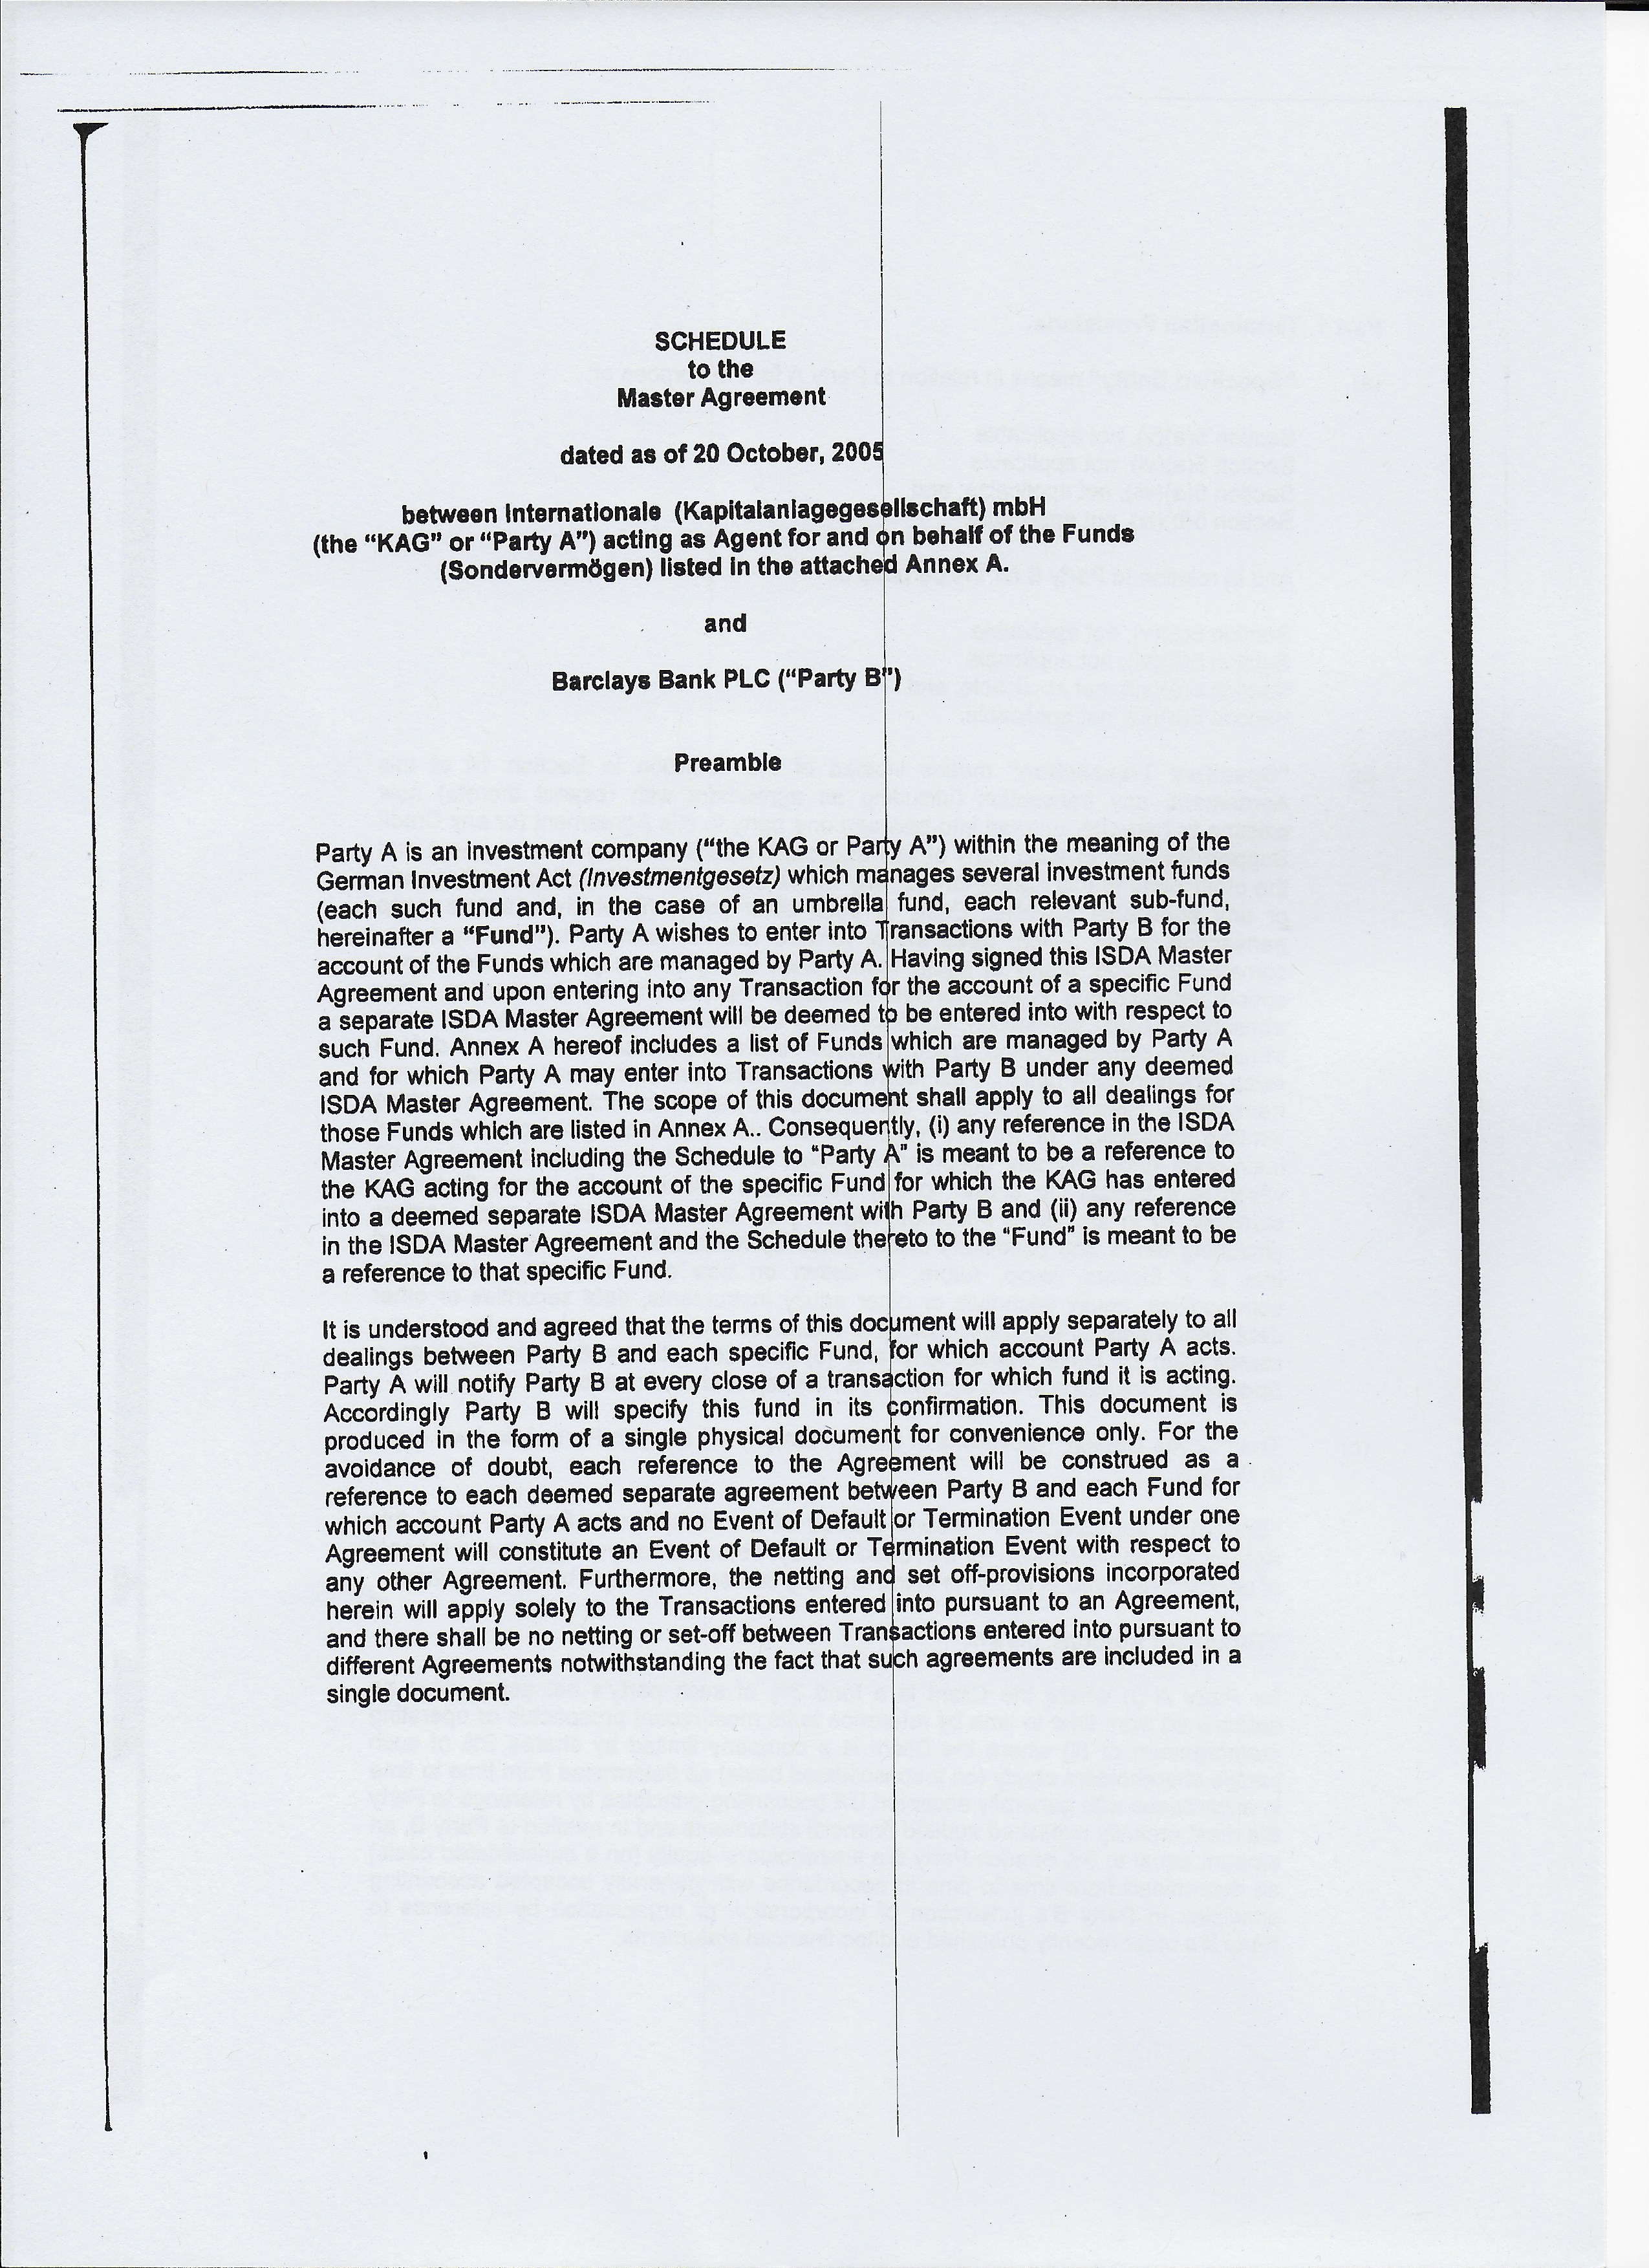 SCHEDULE
to the
Master Agreement
dated as of 20 October, 2005
between Internationale (Kapitalanlagegesellschaft) mbH
(the “KAG” or “Party A”) acting as Agent for and on behalf of the Funds
(Sondervermögen) listed in the attached Annex A.
and
Barclays Bank PLC (“Party B”)
Preamble
Party A is an investment company (“the KAG or Party A”) within the meaning of the
German Investment Act (Investmentgesetz) which manages several investment funds
(each such fund and, in the case of an umbrella fund, each relevant sub-fund,
hereinafter a “Fund”). Party A wishes to enter into Transactions with Party B for the
account of the Funds which are managed by Party A. Having signed this ISDA Master
Agreement and upon entering into any Transaction for the account of a specific Fund
a separate ISDA Master Agreement will be deemed to be entered into with respect to
such Fund. Annex A hereof includes a list of Funds which are managed by Party A
and for which Party A may enter into Transactions with Party B under any deemed
ISDA Master Agreement. The scope of this document shall apply to all dealings for
those Funds which are listed in Annex A.. Consequently, (i) any reference in the ISDA
Master Agreement including the Schedule to “Party A” is meant to be a reference to
the KAG acting for the account of the specific Fund for which the KAG has entered
into a deemed separate ISDA Master Agreement with Party B and (ii) any reference
in the ISDA Master Agreement and the Schedule thereto to the “Fund” is meant to be
a reference to that specific Fund.
It is understood and agreed that the terms of this document will apply separately to all
dealings between Party B and each specific Fund, for which account Party A acts.
Party A will notify Party B at every close of a transaction for which fund it is acting.
Accordingly Party B will specify this fund in its confirmation. This document is
produced in the form of a single physical document for convenience only. For the
avoidance of doubt, each reference to the Agreement will be construed as a
reference to each deemed separate agreement between Party B and each Fund for
which account Party A acts and no Event of Default or Termination Event under one
Agreement will constitute an Event of Default or Termination Event with respect to
any other Agreement. Furthermore, the netting and set off-provisions incorporated
herein will apply solely to the Transactions entered into pursuant to an Agreement,
and there shall be no netting or set-off between Transactions entered into pursuant to
different Agreements notwithstanding the fact that such agreements are included in a
single document.